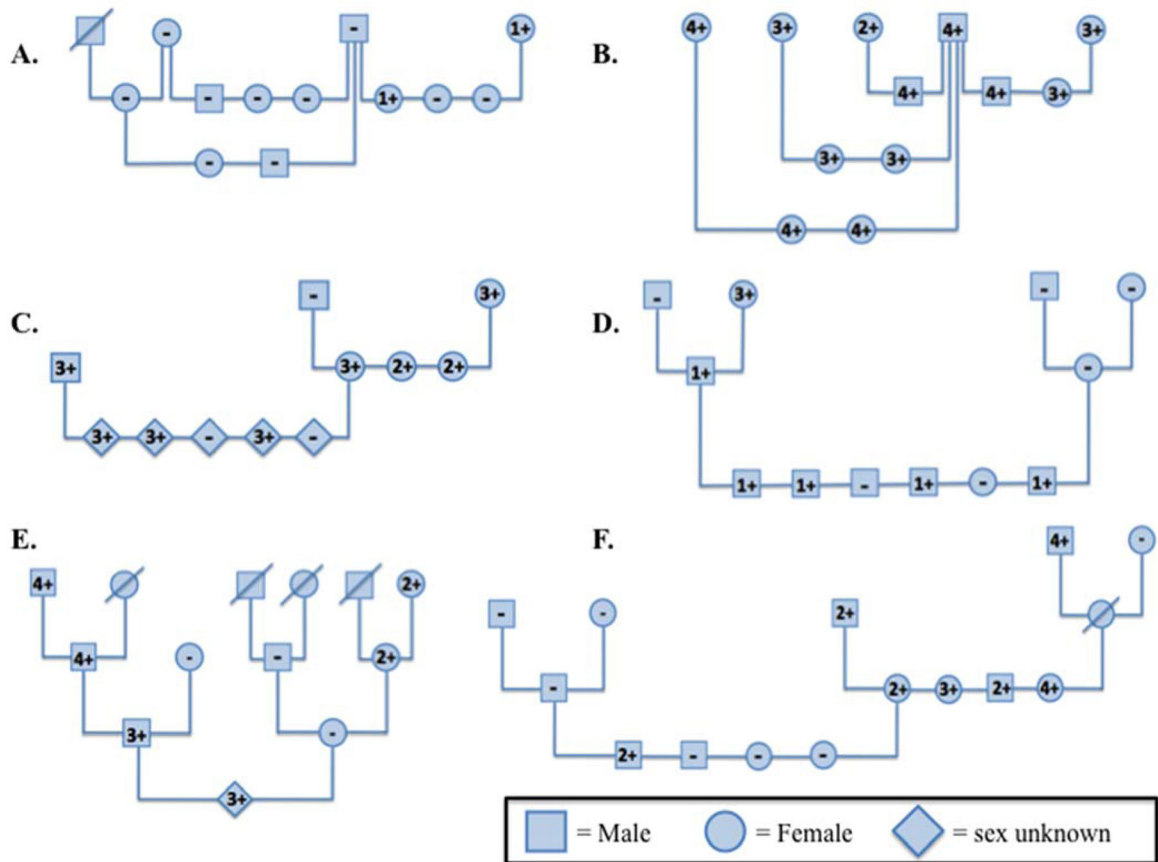 - - 1+
A. - - - - 1+ - -
- -
4+ 3+ 2+ 4+ 3+
B. 4+ 4+ 3+
3+ 3+
4+ 4+
- 3+
C. 3+ 3+ 2+ 2+
3+ 3+ - 3+ -
- 3+ - -
D. 1+ -
1+ 1+ - 1+ - 1+
E.
4+ 2+
4+ - - 2+
3+ -
3+
F.
4+ -
- - 2+
- 2+ 3+ 2+ 4+
2+ - - -
= Male = Female = sex unknown